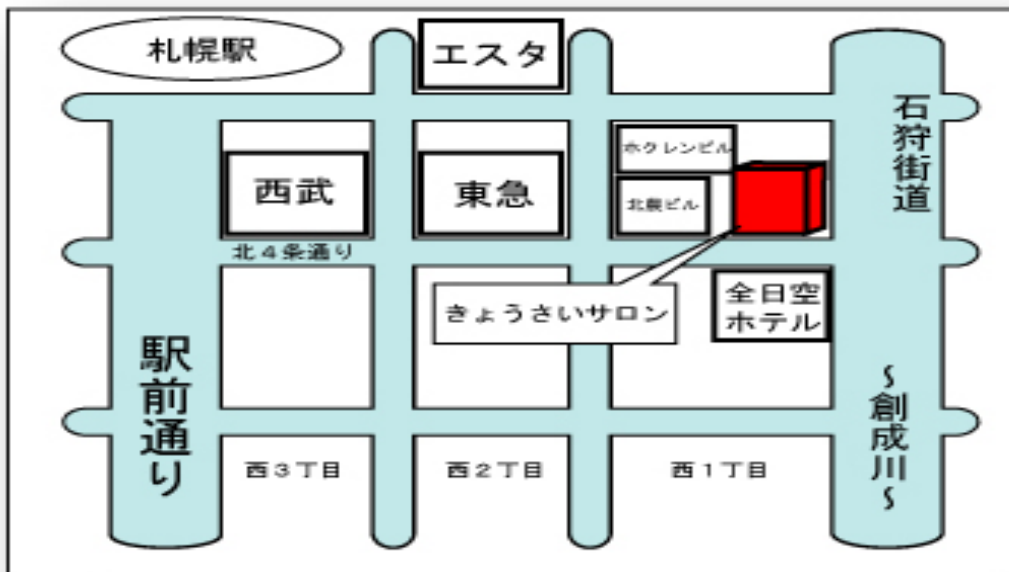 札幌駅
エスタ
石狩街道
ホクレンビル
西武
東急
北農ビル
北4条通り
きょうさいサロン
全日空
ホテル
駅前通り
~創成川~
西3丁目
西2丁目
西1丁目